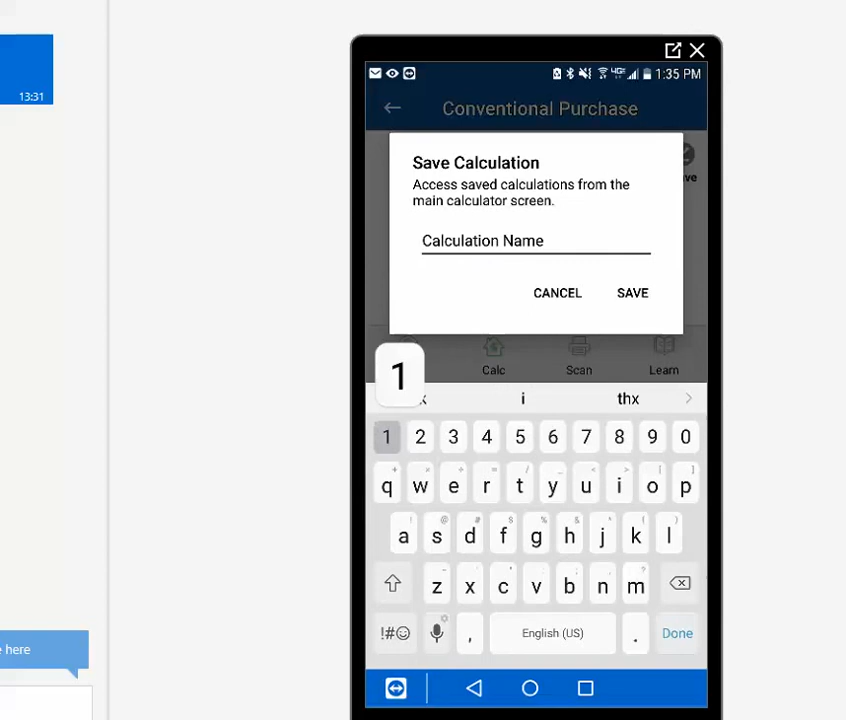 13:31
e here
1:35 PM
Conventional Purchase
ve
Save Calculation
Access saved calculations from the
main calculator screen.
Calculation Name
CANCEL SAVE
Calc Scan Learn
1
k i thx
1 2 3 4 5 6 7 8 9 0
q w e r t y u i o p
a s d f g h j k l
z x c v b n m
!#☺ , English (US) . Done